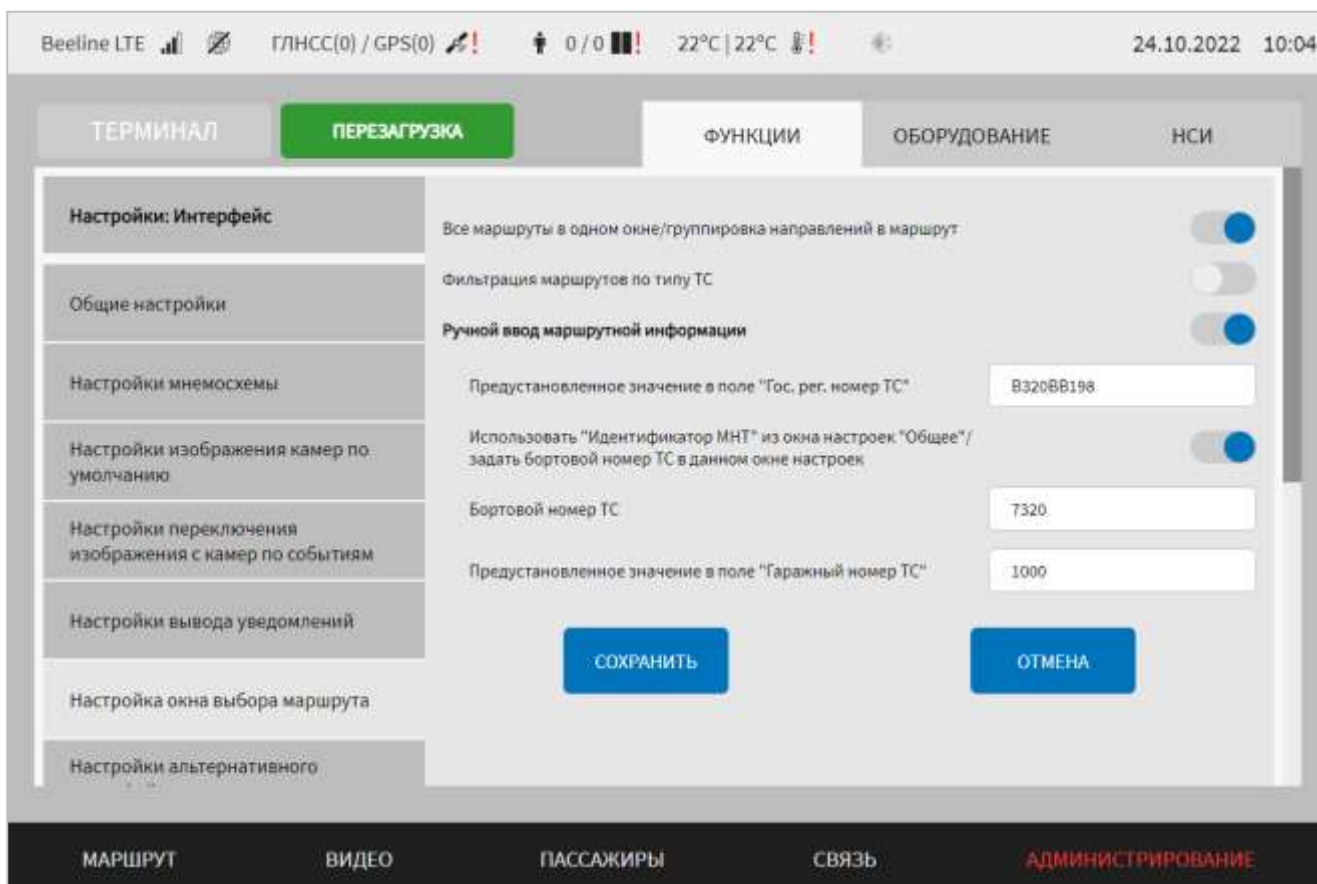 Beeline LTE ГЛНСС(0) / GPS(0) ! 0 / 0 ! 22°C | 22°C ! 24.10.2022 10:04
ТЕРМИНАЛ ПЕРЕЗАГРУЗКА ФУНКЦИИ ОБОРУДОВАНИЕ НСИ
Настройки: Интерфейс
Общие настройки
Настройки мнемосхемы
Настройки изображения камер по
умолчанию
Настройки переключения
изображения с камер по событиям
Настройки вывода уведомлений
Настройка окна выбора маршрута
Настройки альтернативного
Все маршруты в одном окне/группировка направлений в маршрут
Фильтрация маршрутов по типу ТС
Ручной ввод маршрутной информации
Предустановленное значение в поле "Гос. рег. номер ТС" В320ВВ198
Использовать "Идентификатор МНТ" из окна настроек "Общее"/
задать бортовой номер ТС в данном окне настроек
Бортовой номер ТС 7320
Предустановленное значение в поле "Гаражный номер ТС" 1000
СОХРАНИТЬ ОТМЕНА
МАРШРУТ ВИДЕО ПАССАЖИРЫ СВЯЗЬ АДМИНИСТРИРОВАНИЕ